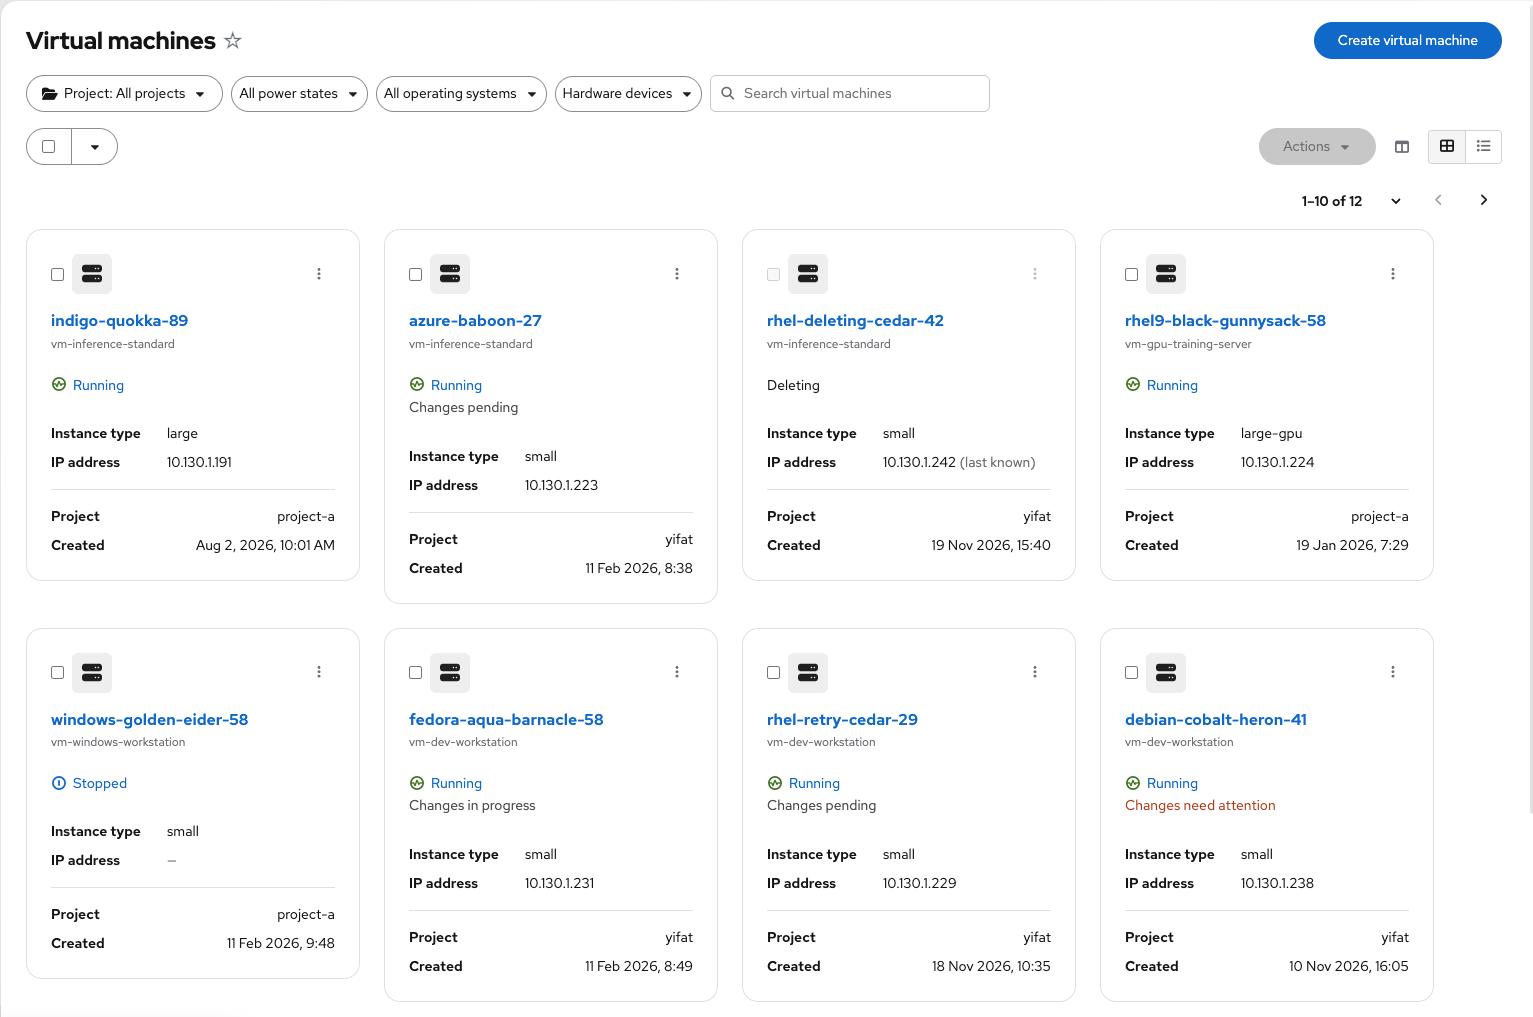 Virtual machines
Create virtual machine
Project: All projects
All power states
All operating systems
Hardware devices
Search virtual machines
Actions
1–10 of 12
indigo-quokka-89
vm-inference-standard
Running
Instance type large
IP address 10.130.1.191
Project project-a
Created Aug 2, 2026, 10:01 AM
azure-baboon-27
vm-inference-standard
Running
Changes pending
Instance type small
IP address 10.130.1.223
Project yifat
Created 11 Feb 2026, 8:38
rhel-deleting-cedar-42
vm-inference-standard
Deleting
Instance type small
IP address 10.130.1.242 (last known)
Project yifat
Created 19 Nov 2026, 15:40
rhel9-black-gunnysack-58
vm-gpu-training-server
Running
Instance type large-gpu
IP address 10.130.1.224
Project project-a
Created 19 Jan 2026, 7:29
windows-golden-eider-58
vm-windows-workstation
Stopped
Instance type small
IP address –
Project project-a
Created 11 Feb 2026, 9:48
fedora-aqua-barnacle-58
vm-dev-workstation
Running
Changes in progress
Instance type small
IP address 10.130.1.231
Project yifat
Created 11 Feb 2026, 8:49
rhel-retry-cedar-29
vm-dev-workstation
Running
Changes pending
Instance type small
IP address 10.130.1.229
Project yifat
Created 18 Nov 2026, 10:35
debian-cobalt-heron-41
vm-dev-workstation
Running
Changes need attention
Instance type small
IP address 10.130.1.238
Project yifat
Created 10 Nov 2026, 16:05